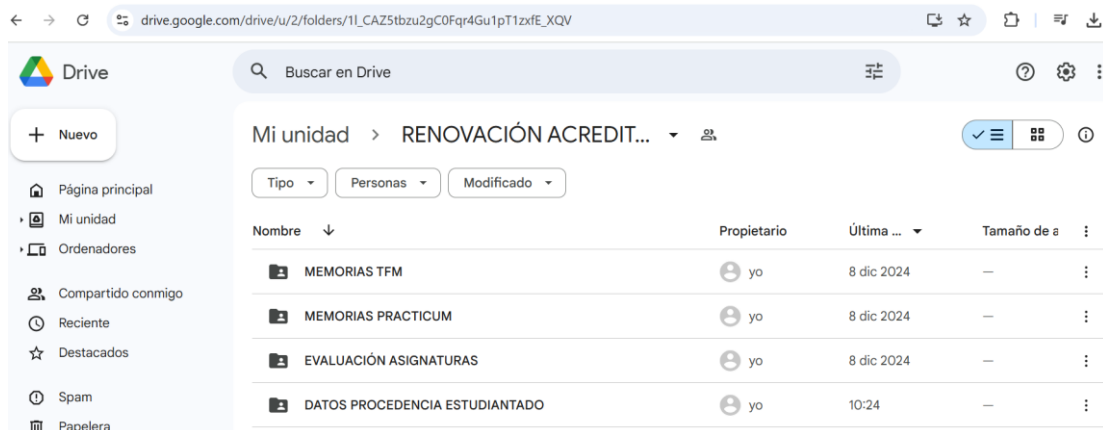 drive.google.com/drive/u/2/folders/1l_CAZ5tbzu2gC0Fqr4Gu1pT1zxfE_XQV
Drive
Buscar en Drive
Nuevo
Mi unidad > RENOVACIÓN ACREDIT...
Tipo Personas Modificado
Página principal
Mi unidad
Ordenadores
Compartido conmigo
Reciente
Destacados
Spam
Papelera
Nombre Propietario Última ... Tamaño de a
MEMORIAS TFM yo 8 dic 2024 —
MEMORIAS PRACTICUM yo 8 dic 2024 —
EVALUACIÓN ASIGNATURAS yo 8 dic 2024 —
DATOS PROCEDENCIA ESTUDIANTADO yo 10:24 —